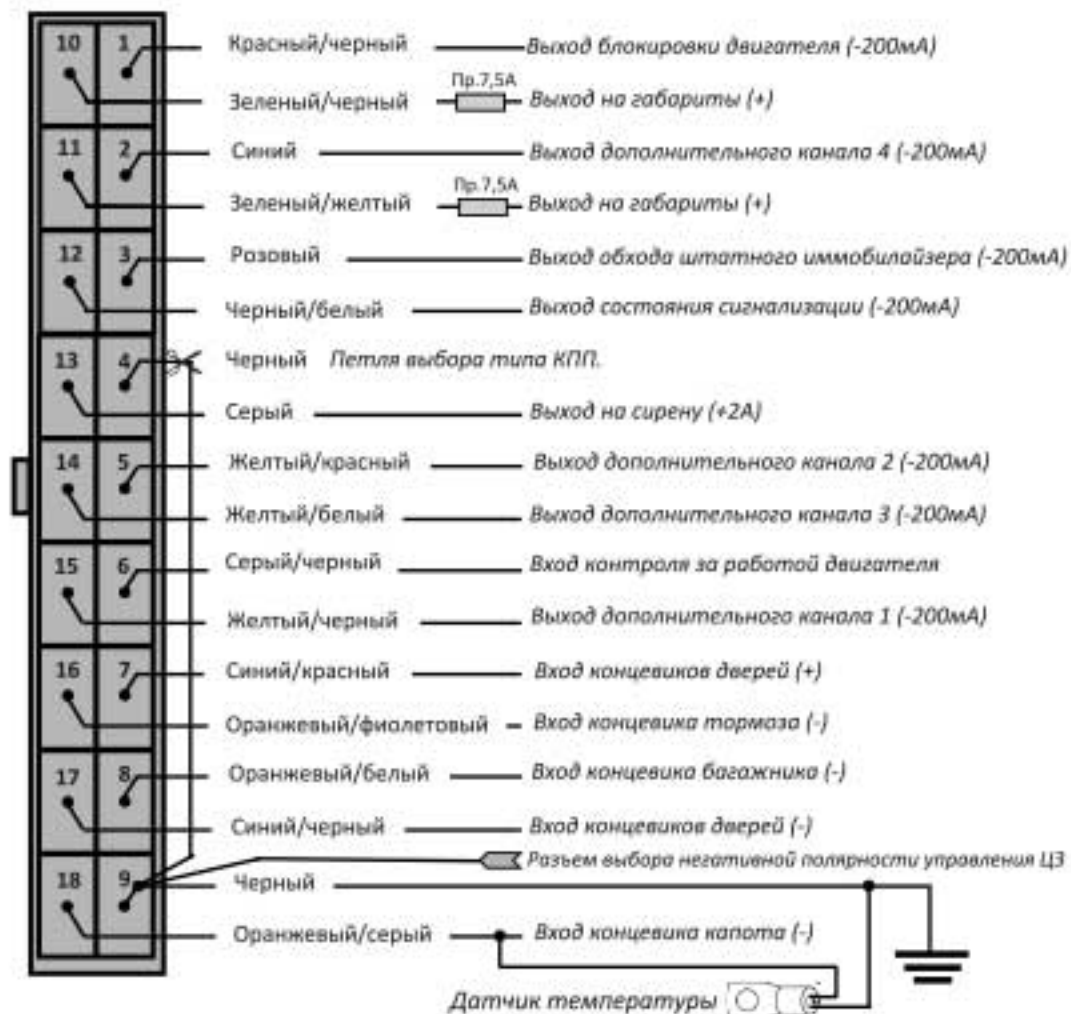 10 1 Красный/черный Выход блокировки двигателя (-200мА)
Пр.7,5А
Зеленый/черный Выход на габариты (+)
11 2 Синий Выход дополнительного канала 4 (-200мА)
Пр.7,5А
Зеленый/желтый Выход на габариты (+)
12 3 Розовый Выход обхода штатного иммобилайзера (-200мА)
Черный/белый Выход состояния сигнализации (-200мА)
13 4 Черный Петля выбора типа КПП.
Серый Выход на сирену (+2А)
14 5 Желтый/красный Выход дополнительного канала 2 (-200мА)
Желтый/белый Выход дополнительного канала 3 (-200мА)
15 6 Серый/черный Вход контроля за работой двигателя
Желтый/черный Выход дополнительного канала 1 (-200мА)
16 7 Синий/красный Вход концевиков дверей (+)
Оранжевый/фиолетовый Вход концевика тормоза (-)
17 8 Оранжевый/белый Вход концевика багажника (-)
Синий/черный Вход концевиков дверей (-)
Разъем выбора негативной полярности управления ЦЗ
18 9 Черный
Оранжевый/серый Вход концевика капота (-)
Датчик температуры